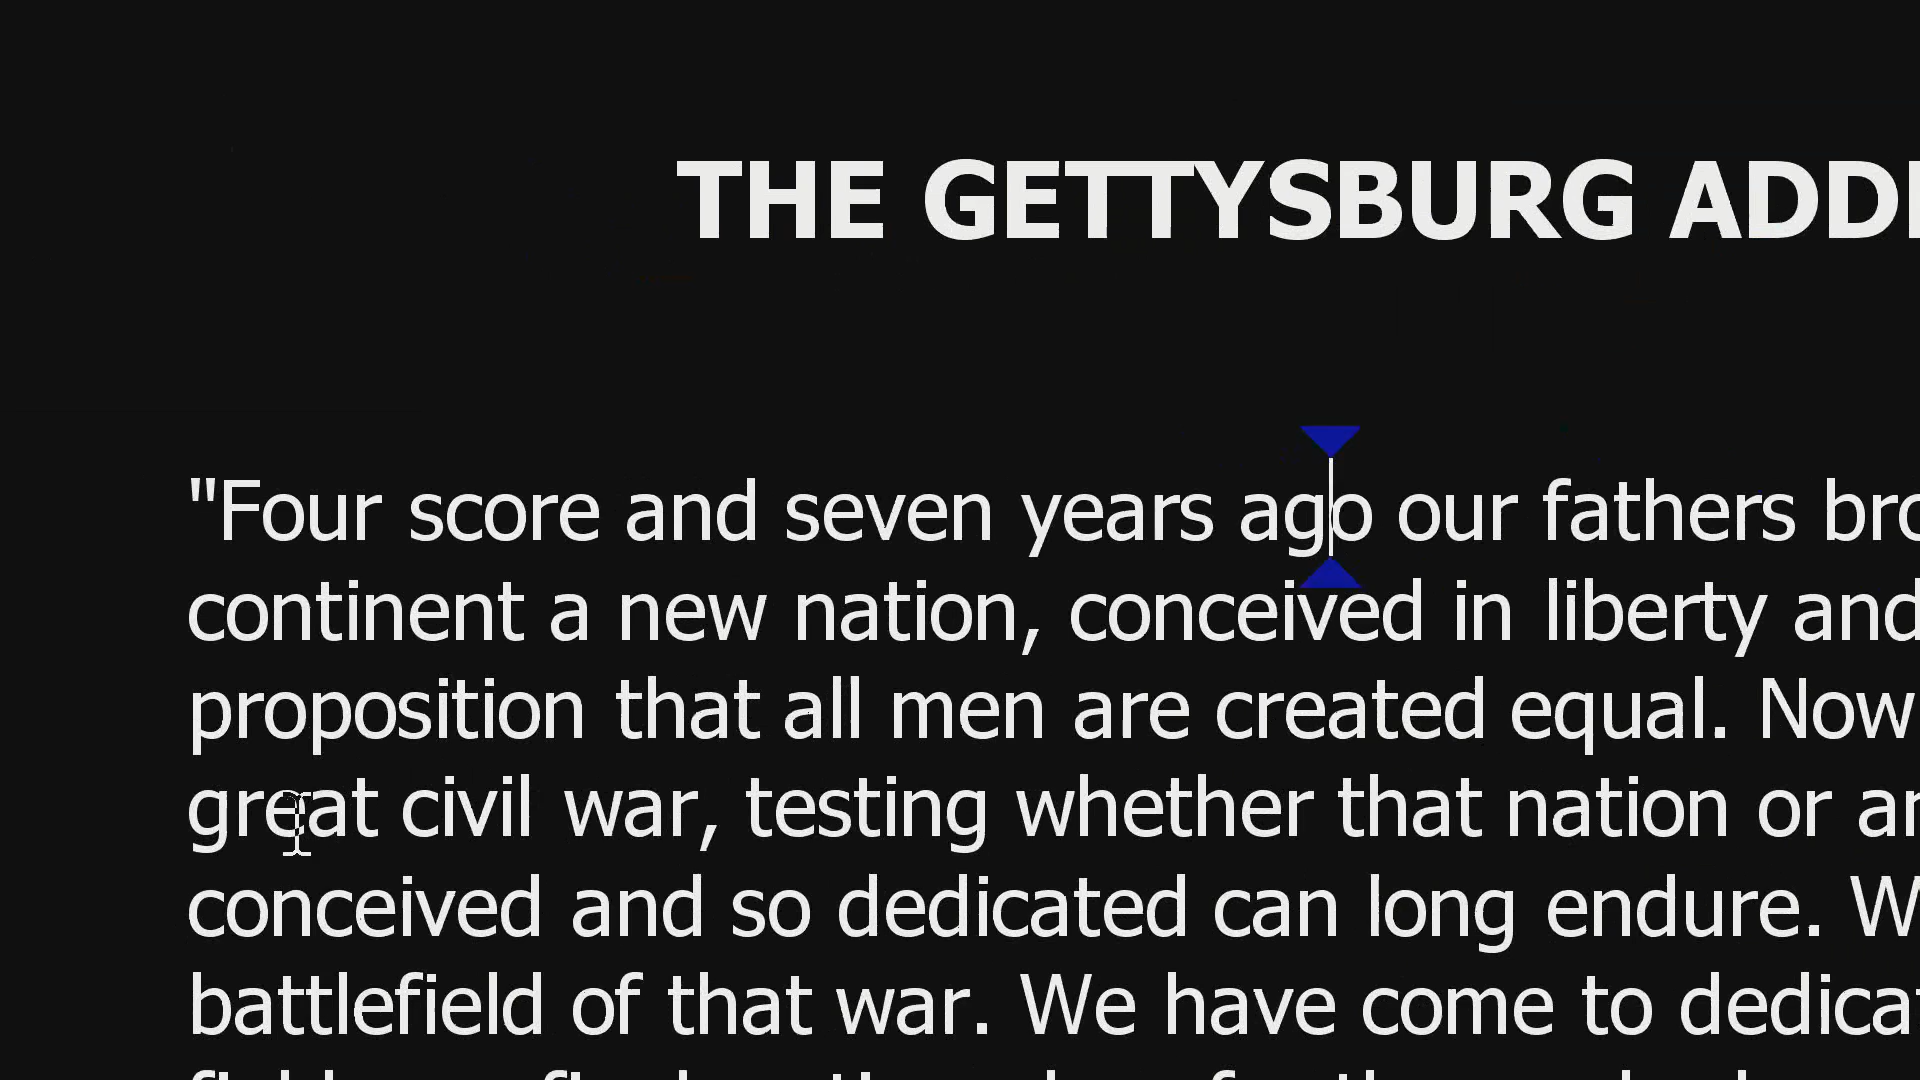 THE GETTYSBURG ADD
"Four score and seven years ago our fathers bro
continent a new nation, conceived in liberty and
proposition that all men are created equal. Now
great civil war, testing whether that nation or
conceived and so dedicated can long endure.
battlefield of that war. We have come to dedicat